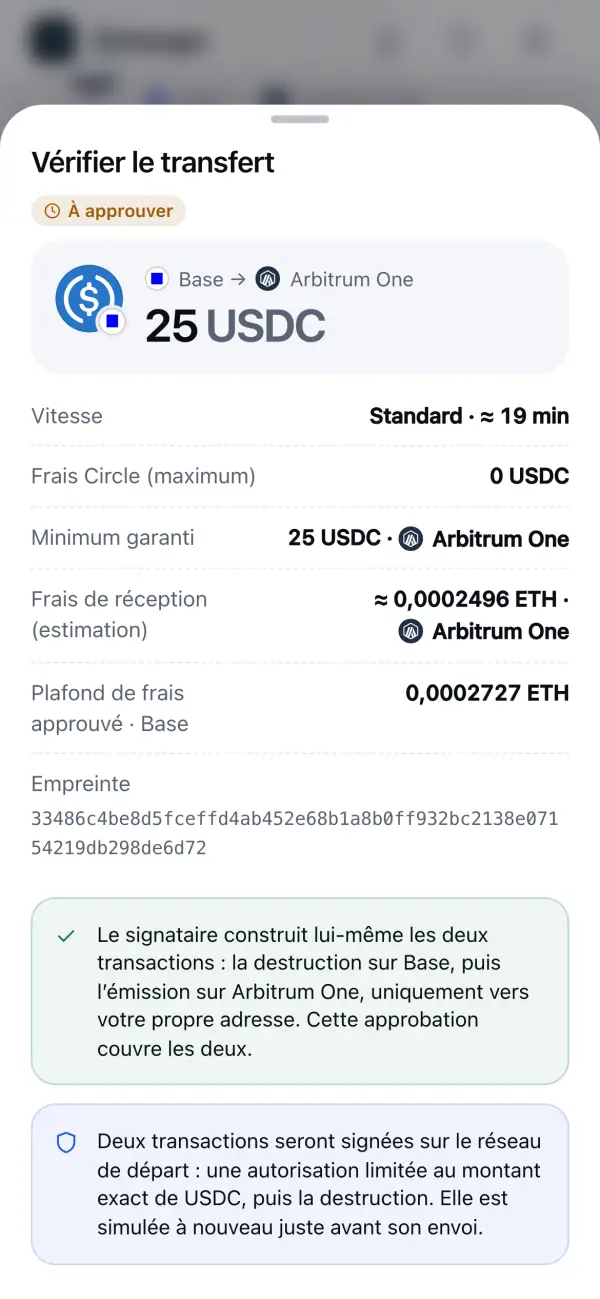 Vérifier le transfert
À approuver
Base → Arbitrum One
25 USDC
Vitesse
Standard · ≈ 19 min
Frais Circle (maximum)
0 USDC
Minimum garanti
25 USDC · Arbitrum One
Frais de réception
(estimation)
≈ 0,0002496 ETH ·
Arbitrum One
Plafond de frais
approuvé · Base
0,0002727 ETH
Empreinte
33486c4be8d5fceffd4ab452e68b1a8b0ff932bc2138e071
54219db298de6d72
Le signataire construit lui-même les deux
transactions : la destruction sur Base, puis
l’émission sur Arbitrum One, uniquement vers
votre propre adresse. Cette approbation
couvre les deux.
Deux transactions seront signées sur le réseau
de départ : une autorisation limitée au montant
exact de USDC, puis la destruction. Elle est
simulée à nouveau juste avant son envoi.